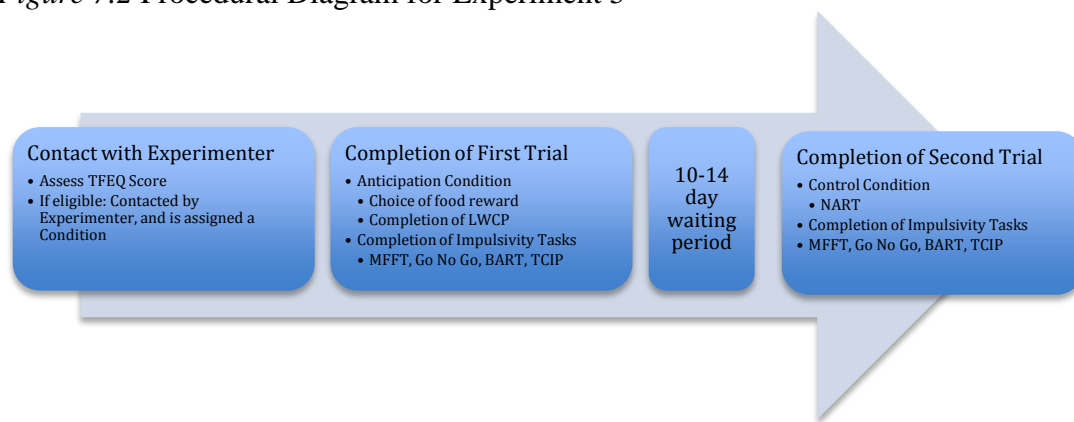 Figure 7.2 Procedural Diagram for Experiment 5
Contact with Experimenter
• Assess TFEQ Score
• If eligible: Contacted by
Experimenter, and is assigned a
Condition
Completion of First Trial
• Anticipation Condition
• Choice of food reward
• Completion of LWCP
• Completion of Impulsivity Tasks
• MFFT, Go No Go, BART, TCIP
10-14
day
waiting
period
Completion of Second Trial
• Control Condition
• NART
• Completion of Impulsivity Tasks
• MFFT, Go No Go, BART, TCIP